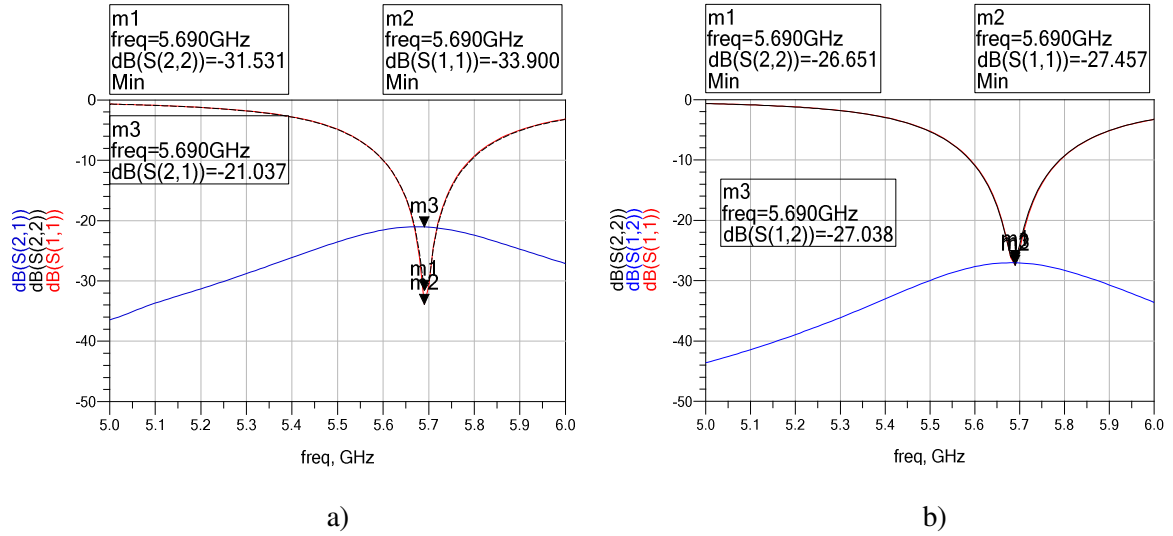 m1
freq=5.690GHz
dB(S(2,2))=-31.531
Min
m2
freq=5.690GHz
dB(S(1,1))=-33.900
Min
m3
freq=5.690GHz
dB(S(2,1))=-21.037
0
-10
-20
-30
-40
-50
dB(S(2,1))
dB(S(2,2))
dB(S(1,1))
m3
m1
m2
5.0 5.1 5.2 5.3 5.4 5.5 5.6 5.7 5.8 5.9 6.0
freq, GHz
a)
m1
freq=5.690GHz
dB(S(2,2))=-26.651
Min
m2
freq=5.690GHz
dB(S(1,1))=-27.457
Min
m3
freq=5.690GHz
dB(S(1,2))=-27.038
0
-10
-20
-30
-40
-50
dB(S(2,2))
dB(S(1,2))
dB(S(1,1))
5.0 5.1 5.2 5.3 5.4 5.5 5.6 5.7 5.8 5.9 6.0
freq, GHz
b)